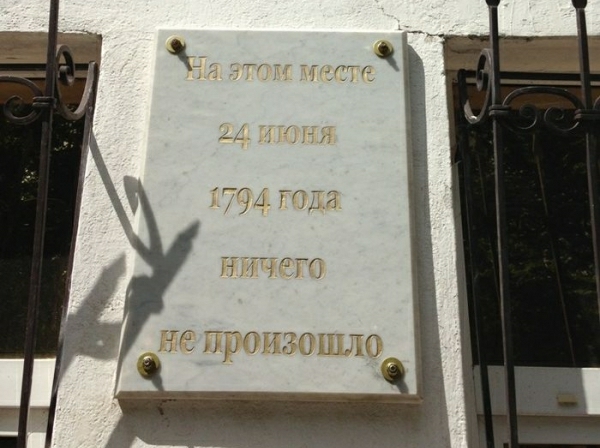 На этом месте
24 июня
1794 года
ничего
не произошло